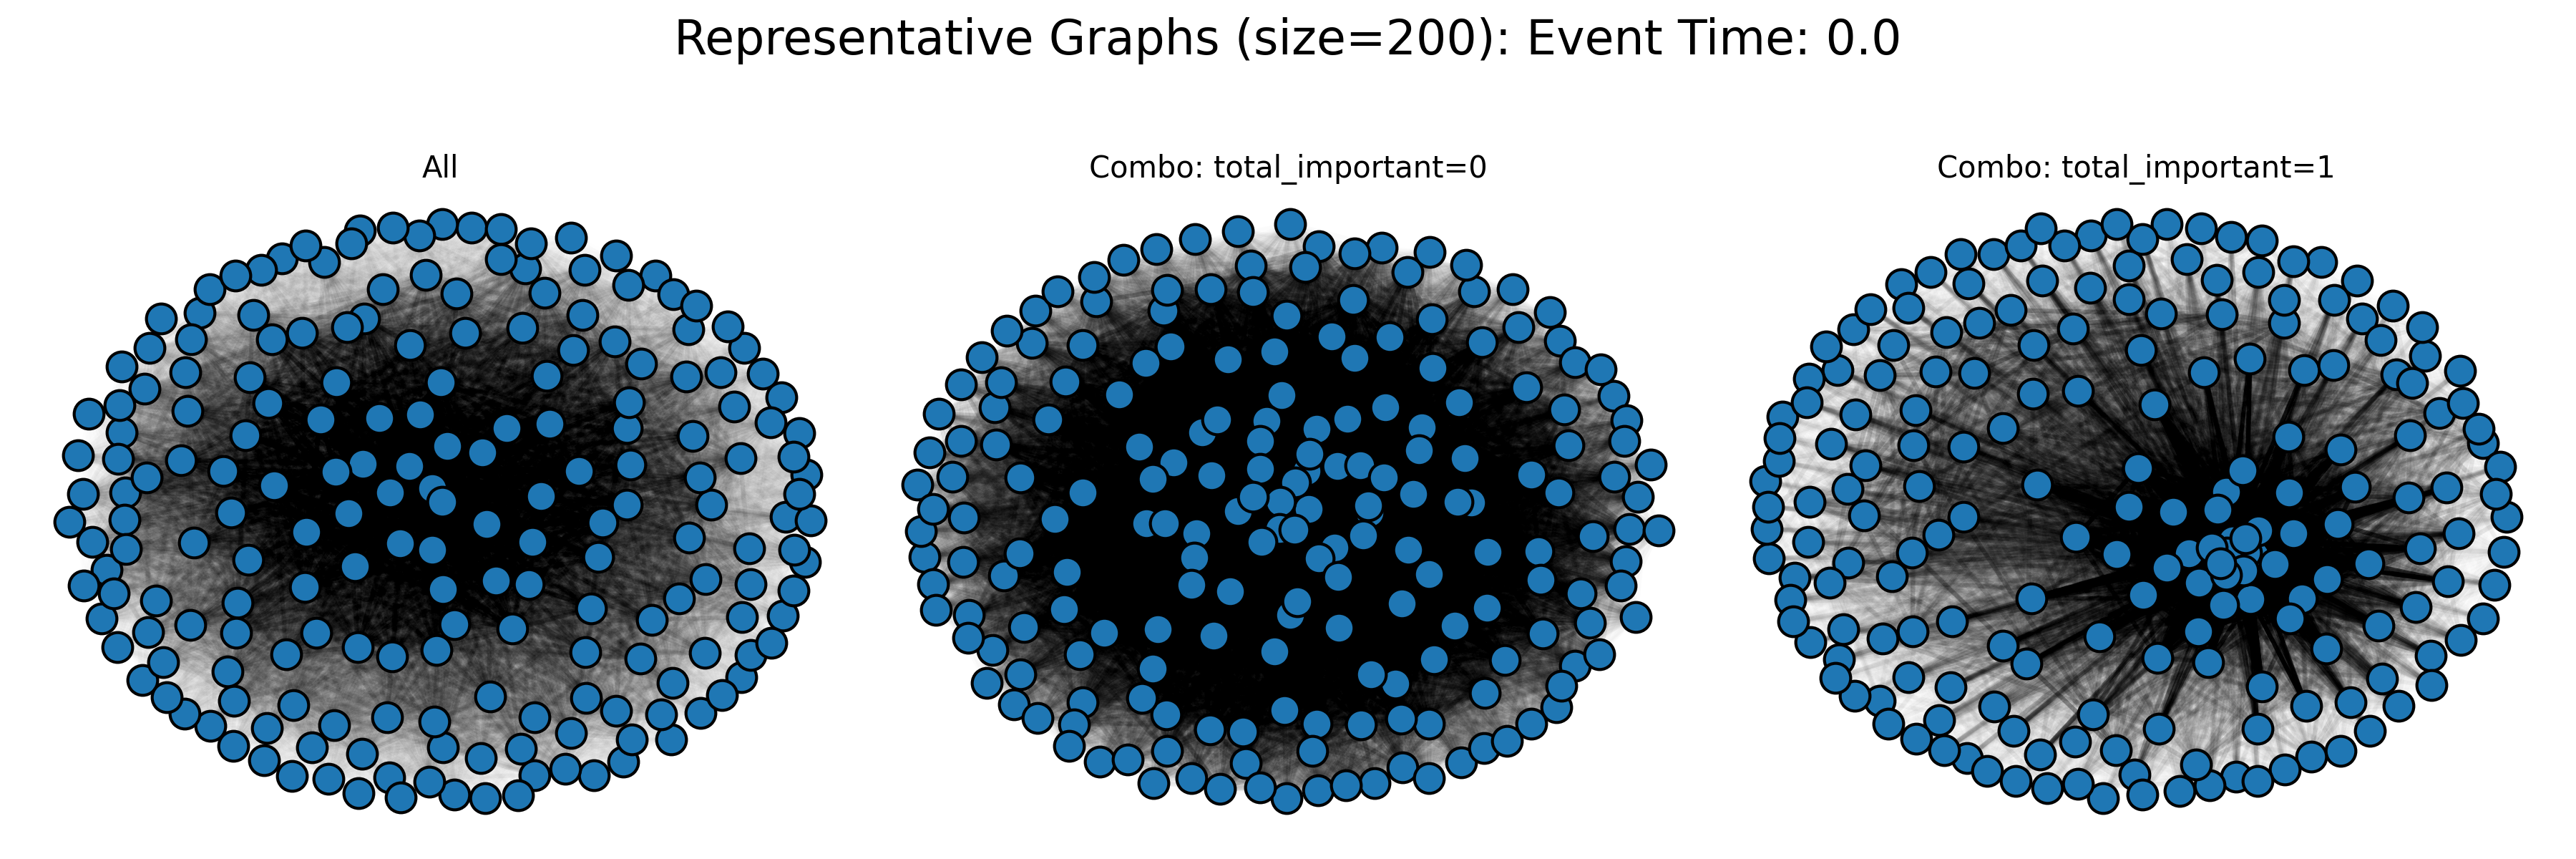 Representative Graphs (size=200): Event Time: 0.0
All
Combo: total_important=0
Combo: total_important=1